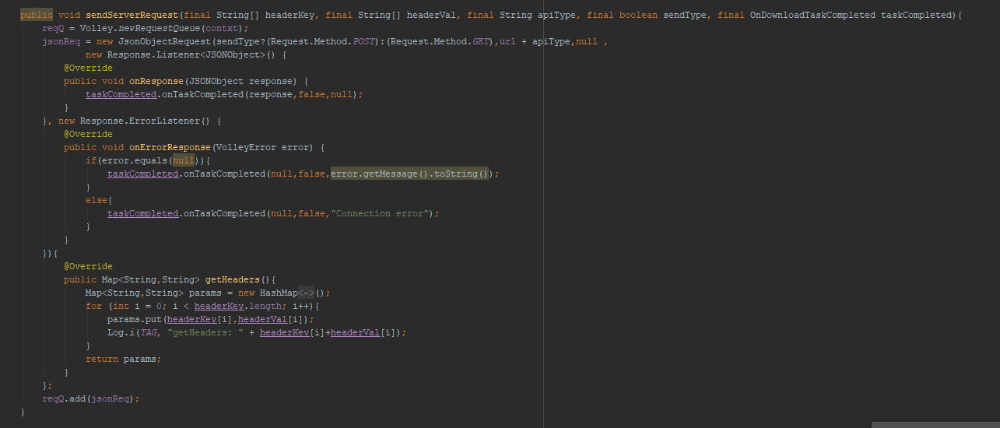 public void sendServerRequest(final String[] headerKey, final String[] headerVal, final String apiType, final boolean sendType, final OnDownloadTaskCompleted taskCompleted){
reqQ = Volley.newRequestQueue(contxt);
jsonReq = new JsonObjectRequest(sendType?(Request.Method.POST):(Request.Method.GET),url + apiType,null ,
new Response.Listener<JSONObject>() {
@Override
public void onResponse(JSONObject response) {
taskCompleted.onTaskCompleted(response,false,null);
}
}, new Response.ErrorListener() {
@Override
public void onErrorResponse(VolleyError error) {
if(error.equals(null)){
taskCompleted.onTaskCompleted(null,false,error.getMessage().toString());
}
else{
taskCompleted.onTaskCompleted(null,false,"Connection error");
}
}
}){
@Override
public Map<String,String> getHeaders(){
Map<String,String> params = new HashMap<~>();
for (int i = 0; i < headerKey.length; i++){
params.put(headerKey[i],headerVal[i]);
Log.i(TAG, "getHeaders: " + headerKey[i]+headerVal[i]);
}
return params;
}
};
reqQ.add(jsonReq);
}